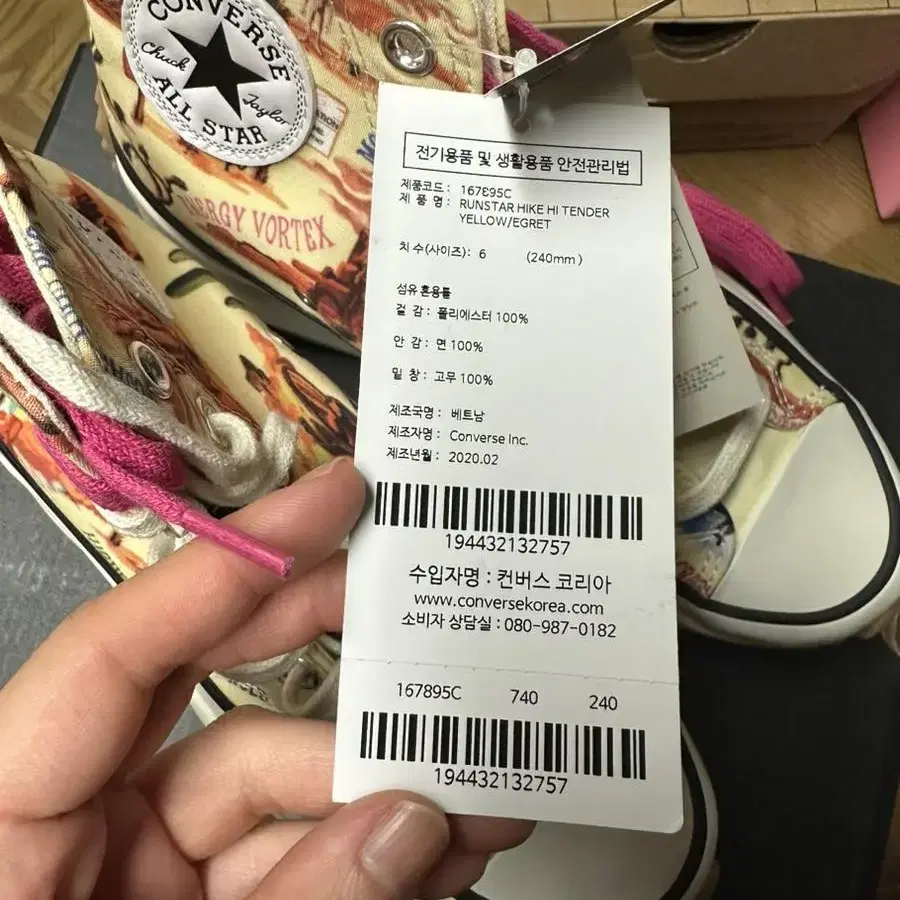 CONVERSE
Chuck Taylor
ALL STAR
ENERGY VORTEX
전기용품 및 생활용품 안전관리법
제품코드 : 167895C
제 품 명 : RUNSTAR HIKE HI TENDER
YELLOW/EGRET
치 수(사이즈) : 6 (240mm)
섬유 혼용률
겉 감 : 폴리에스터 100%
안 감 : 면 100%
밑 창 : 고무 100%
제조국명 : 베트남
제조자명 : Converse Inc.
제조년월 : 2020.02
194432132757
수입자명 : 컨버스 코리아
www.conversekorea.com
소비자 상담실 : 080-987-0182
167895C 740 240
194432132757